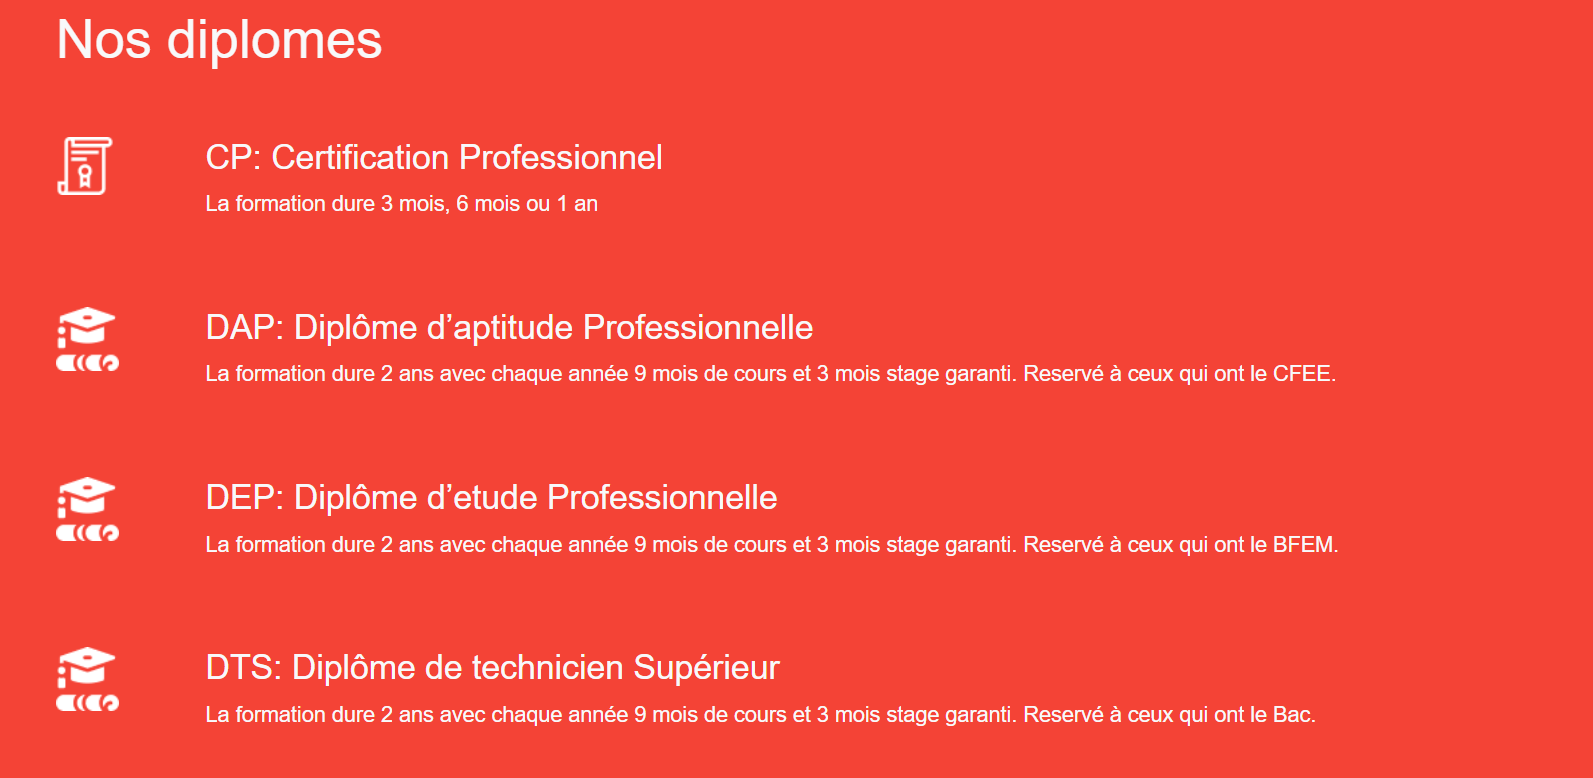 Nos diplomes
CP: Certification Professionnel
La formation dure 3 mois, 6 mois ou 1 an
DAP: Diplôme d’aptitude Professionnelle
La formation dure 2 ans avec chaque année 9 mois de cours et 3 mois stage garanti. Reservé à ceux qui ont le CFEE.
DEP: Diplôme d’etude Professionnelle
La formation dure 2 ans avec chaque année 9 mois de cours et 3 mois stage garanti. Reservé à ceux qui ont le BFEM.
DTS: Diplôme de technicien Supérieur
La formation dure 2 ans avec chaque année 9 mois de cours et 3 mois stage garanti. Reservé à ceux qui ont le Bac.